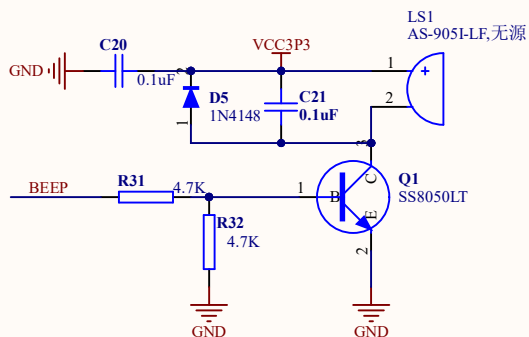 LS1
AS-905I-LF,无源
C20
VCC3P3
1
GND
0.1uF
2
D5
1N4148
1
C21
0.1uF
2
3
C
BEEP
R31
4.7K
1
B
Q1
SS8050LT
E
R32
4.7K
2
GND
GND